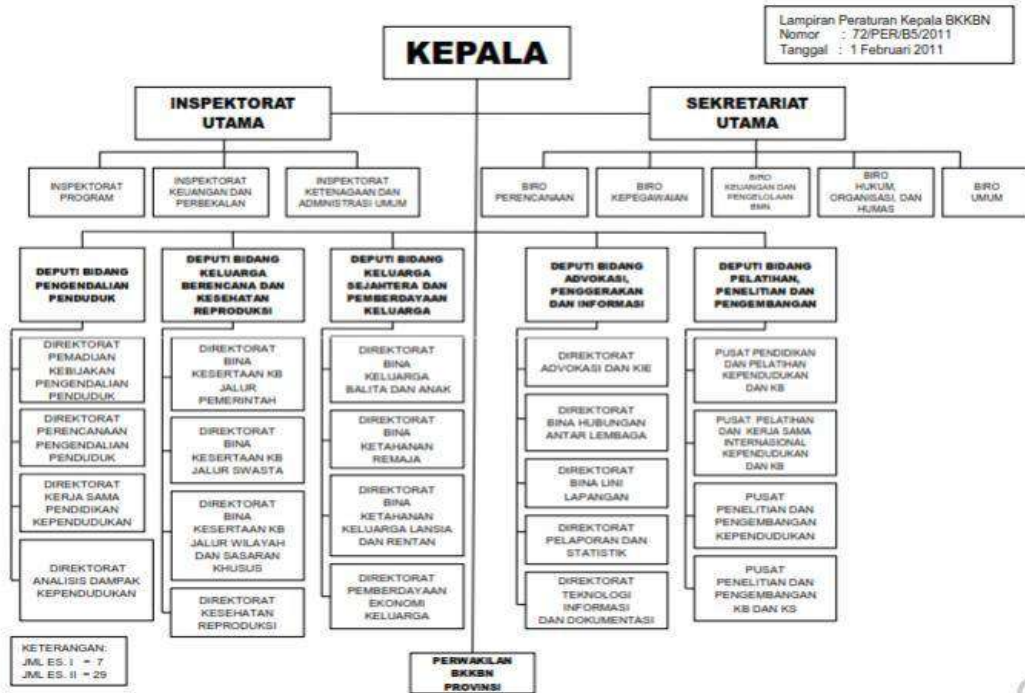 Lampiran Peraturan Kepala BKKBN
Nomor : 72/PER/B5/2011
Tanggal : 1 Februari 2011
KEPALA
INSPEKTORAT
UTAMA
SEKRETARIAT
UTAMA
INSPEKTORAT
PROGRAM
INSPEKTORAT
KEUANGAN DAN
PERBEKALAN
INSPEKTORAT
KETENAGAAN DAN
ADMINISTRASI UMUM
BIRO
PERENCANAAN
BIRO
KEPEGAWAIAN
BIRO
KEUANGAN DAN
PENGELOLAAN
BMN
BIRO
HUKUM,
ORGANISASI, DAN
HUMAS
BIRO
UMUM
DEPUTI BIDANG
PENGENDALIAN
PENDUDUK
DIREKTORAT
PEMADUAN
KEBIJAKAN
PENGENDALIAN
PENDUDUK
DIREKTORAT
PERENCANAAN
PENGENDALIAN
PENDUDUK
DIREKTORAT
KERJA SAMA
PENDIDIKAN
KEPENDUDUKAN
DIREKTORAT
ANALISIS DAMPAK
KEPENDUDUKAN
DEPUTI BIDANG
KELUARGA
BERENCANA DAN
KESEHATAN
REPRODUKSI
DIREKTORAT
BINA
KESERTAAN KB
JALUR
PEMERINTAH
DIREKTORAT
BINA
KESERTAAN KB
JALUR SWASTA
DIREKTORAT
BINA
KESERTAAN KB
JALUR WILAYAH
DAN SASARAN
KHUSUS
DIREKTORAT
KESEHATAN
REPRODUKSI
DEPUTI BIDANG
KELUARGA
SEJAHTERA DAN
PEMBERDAYAAN
KELUARGA
DIREKTORAT
BINA
KELUARGA
BALITA DAN ANAK
DIREKTORAT
BINA
KETAHANAN
REMAJA
DIREKTORAT
BINA
KETAHANAN
KELUARGA LANSIA
DAN RENTAN
DIREKTORAT
PEMBERDAYAAN
EKONOMI
KELUARGA
DEPUTI BIDANG
ADVOKASI,
PENGGERAKAN
DAN INFORMASI
DIREKTORAT
ADVOKASI DAN KIE
DIREKTORAT
BINA HUBUNGAN
ANTAR LEMBAGA
DIREKTORAT
BINA LINI
LAPANGAN
DIREKTORAT
PELAPORAN DAN
STATISTIK
DIREKTORAT
TEKNOLOGI
INFORMASI
DAN DOKUMENTASI
DEPUTI BIDANG
PELATIHAN,
PENELITIAN DAN
PENGEMBANGAN
PUSAT PENDIDIKAN
DAN PELATIHAN
KEPENDUDUKAN
DAN KB
PUSAT PELATIHAN
DAN KERJA SAMA
INTERNASIONAL
KEPENDUDUKAN
DAN KB
PUSAT
PENELITIAN DAN
PENGEMBANGAN
KEPENDUDUKAN
PUSAT
PENELITIAN DAN
PENGEMBANGAN
KB DAN KS
KETERANGAN:
JML ES. I = 7
JML ES. II = 29
PERWAKILAN
BKKBN
PROVINSI